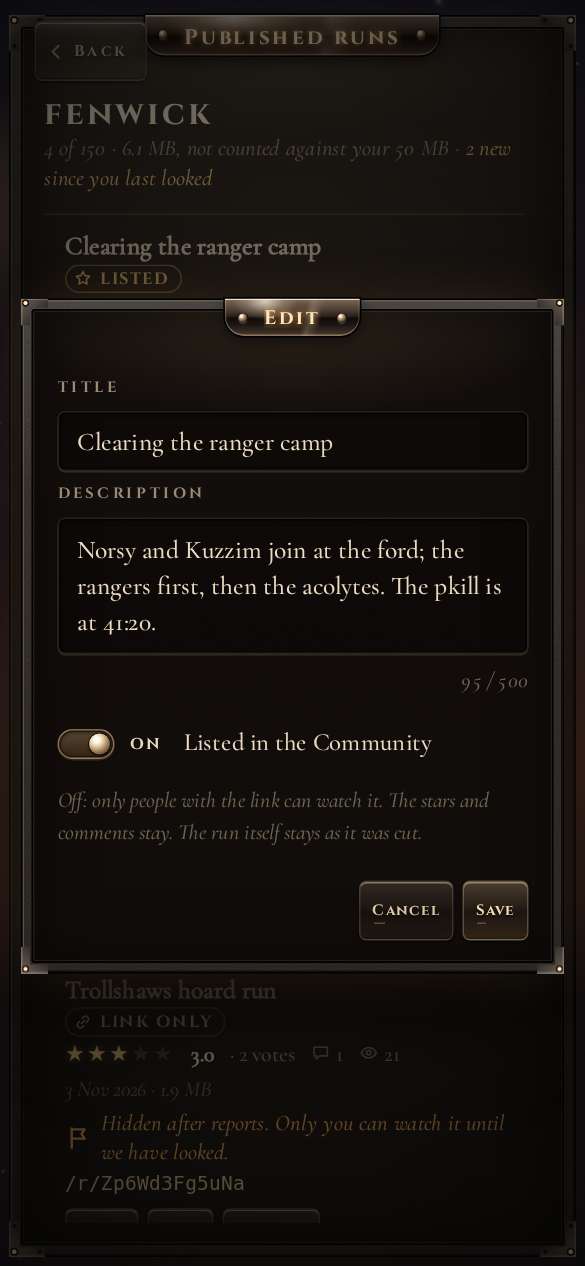 Back
Published runs
FENWICK
4 of 150 · 6.1 MB, not counted against your 50 MB · 2 new
since you last looked
Clearing the ranger camp
LISTED
Edit
TITLE
Clearing the ranger camp
DESCRIPTION
Norsy and Kuzzim join at the ford; the
rangers first, then the acolytes. The pkill is
at 41:20.
95 / 500
ON Listed in the Community
Off: only people with the link can watch it. The stars and
comments stay. The run itself stays as it was cut.
Cancel Save
Trollshaws hoard run
LINK ONLY
3.0 · 2 votes 1 21
3 Nov 2026 · 1.9 MB
Hidden after reports. Only you can watch it until
we have looked.
/r/Zp6Wd3Fg5uNa